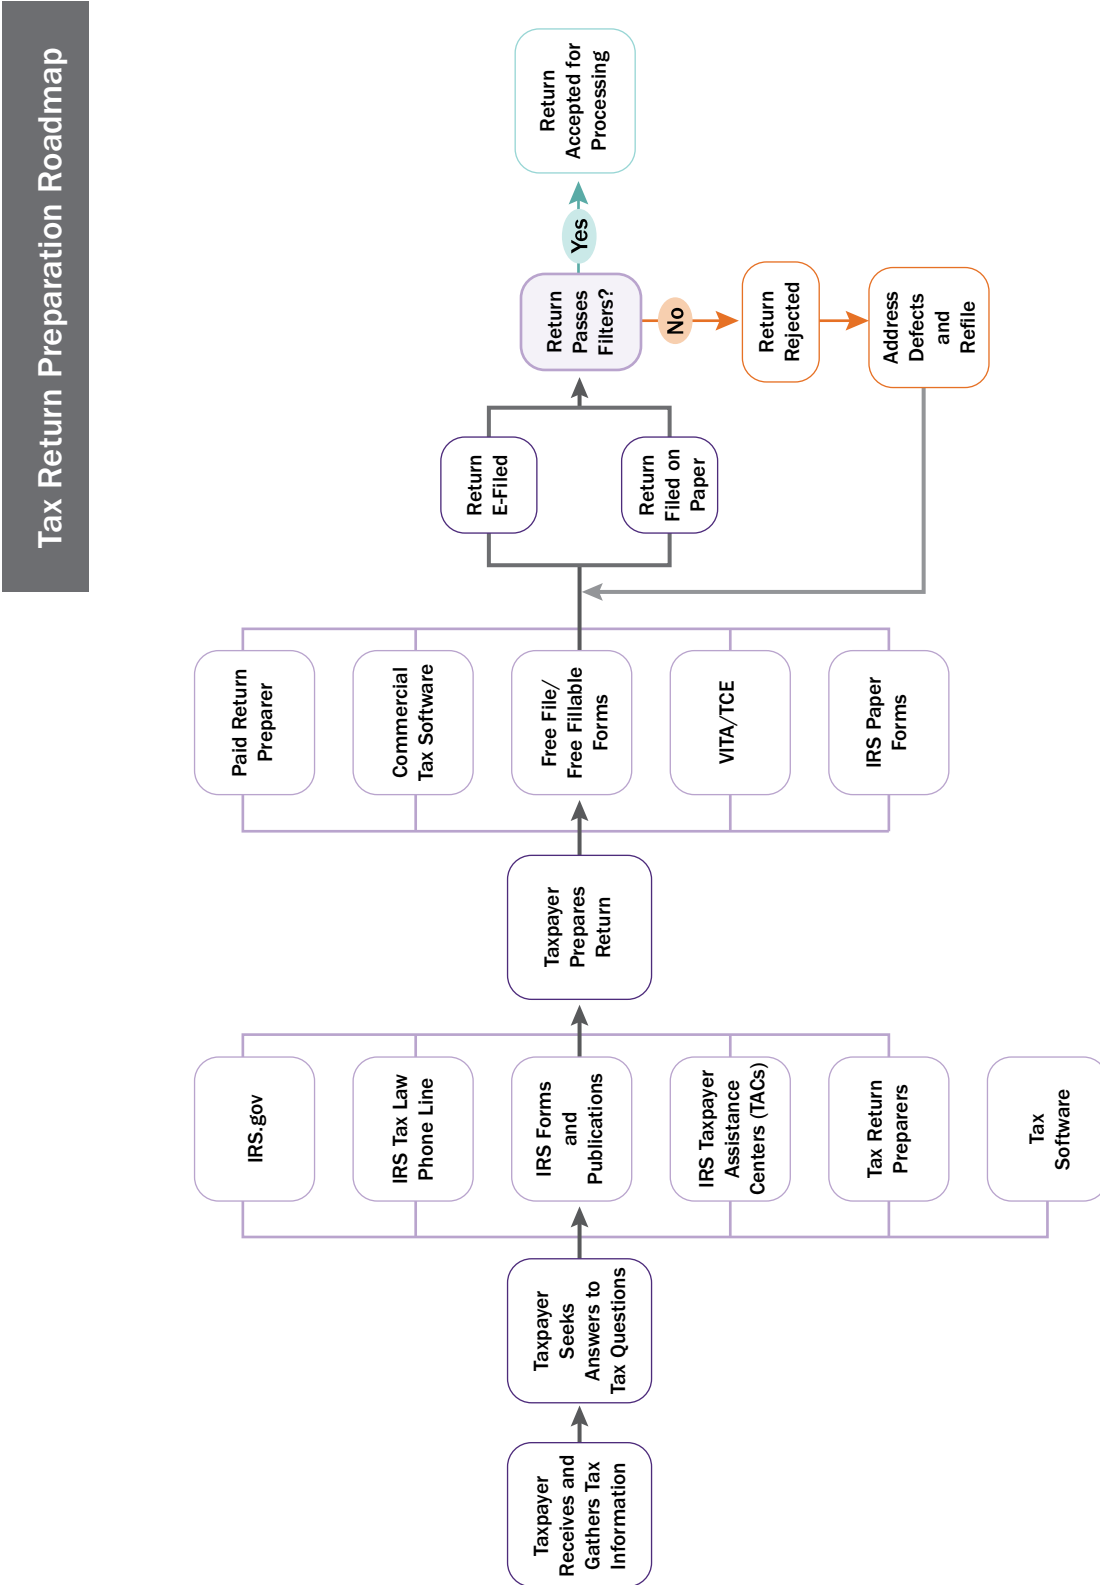 Tax Return Preparation Roadmap
Taxpayer
Receives and
Gathers Tax
Information
Taxpayer
Seeks
Answers to
Tax Questions
IRS.gov
IRS Tax Law
Phone Line
IRS Forms
and
Publications
IRS Taxpayer
Assistance
Centers (TACs)
Tax Return
Preparers
Tax
Software
Taxpayer
Prepares
Return
Paid Return
Preparer
Commercial
Tax Software
Free File/
Free Fillable
Forms
VITA/TCE
IRS Paper
Forms
Return
E-Filed
Return
Filed on
Paper
Return
Passes
Filters?
Yes
Return
Accepted for
Processing
No
Return
Rejected
Address
Defects
and
Refile